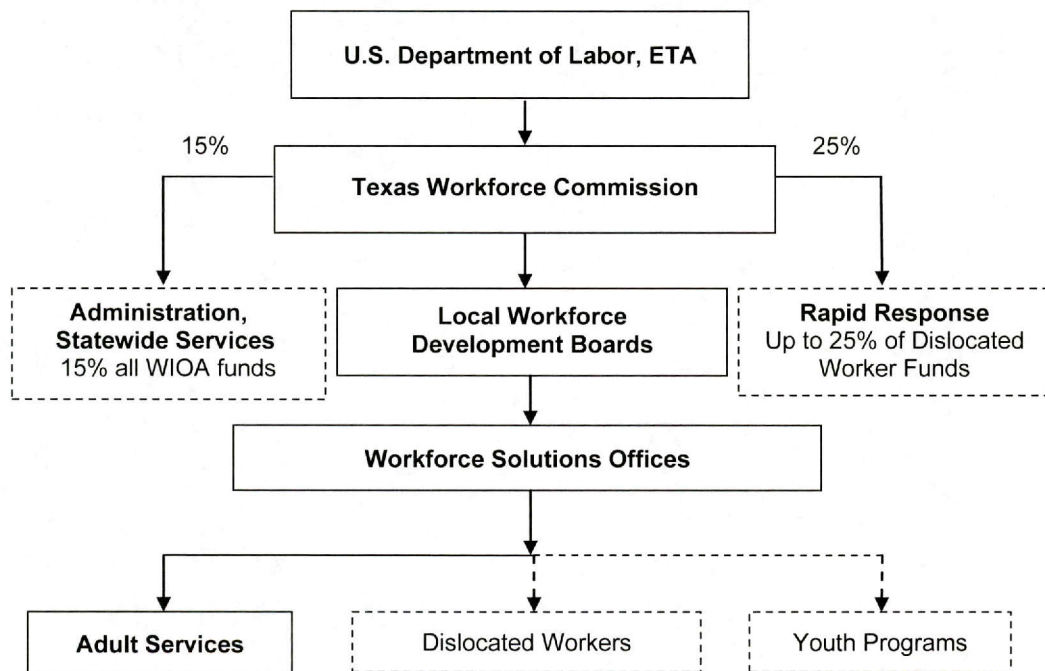 U.S. Department of Labor, ETA
15%
25%
Texas Workforce Commission
Administration,
Statewide Services
15% all WIOA funds
Local Workforce
Development Boards
Rapid Response
Up to 25% of Dislocated
Worker Funds
Workforce Solutions Offices
Adult Services
Dislocated Workers
Youth Programs